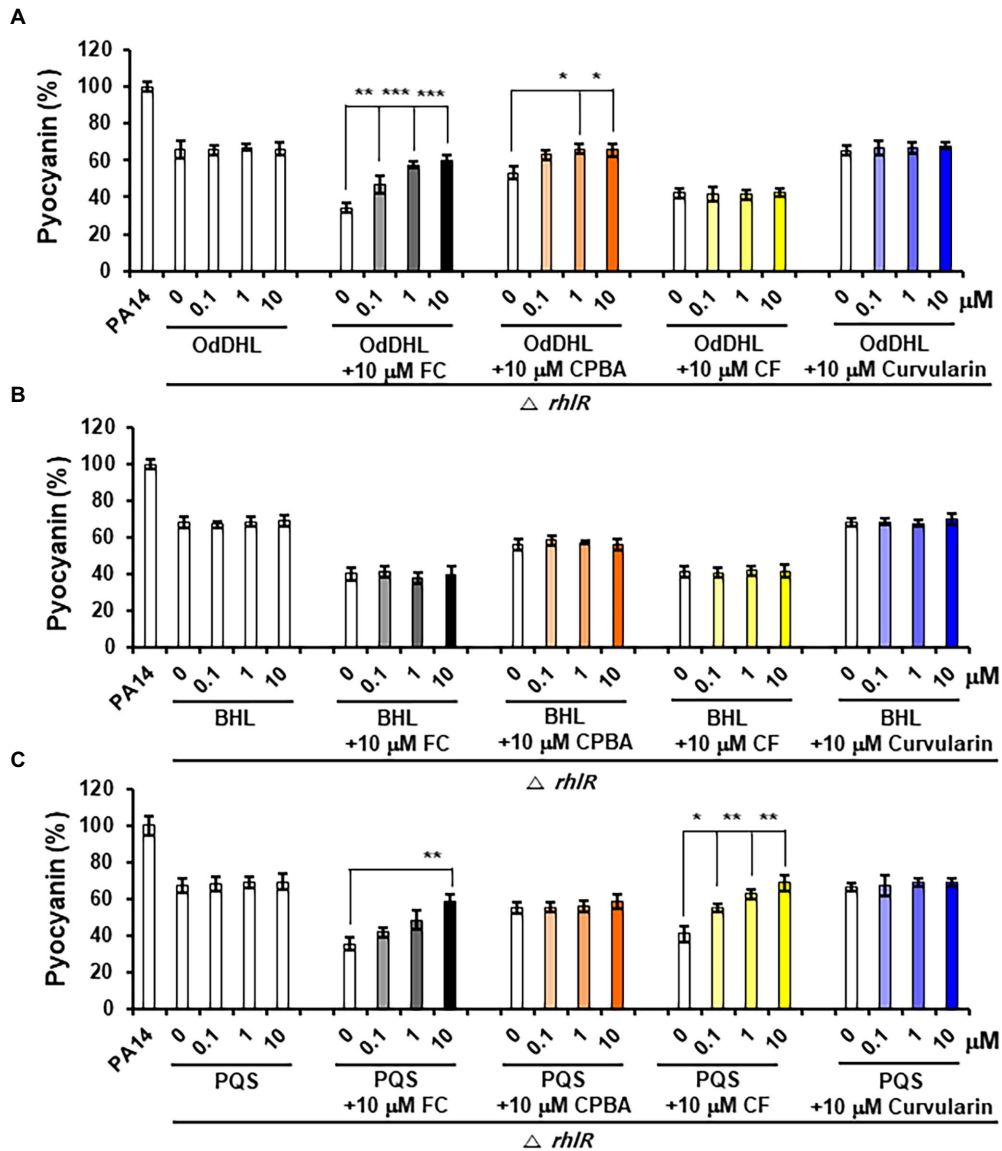 A
Pyocyanin (%)
120
100
80
60
40
20
0
** *** ***
* *
PA14 0 0.1 1 10 0 0.1 1 10 0 0.1 1 10 0 0.1 1 10 0 0.1 1 10 μM
OdDHL OdDHL OdDHL OdDHL OdDHL
+10 μM FC +10 μM CPBA +10 μM CF +10 μM Curvularin
△ rhlR
B
Pyocyanin (%)
120
100
80
60
40
20
0
PA14 0 0.1 1 10 0 0.1 1 10 0 0.1 1 10 0 0.1 1 10 0 0.1 1 10 μM
BHL BHL BHL BHL BHL
+10 μM FC +10 μM CPBA +10 μM CF +10 μM Curvularin
△ rhlR
C
Pyocyanin (%)
120
100
80
60
40
20
0
**
* ** **
PA14 0 0.1 1 10 0 0.1 1 10 0 0.1 1 10 0 0.1 1 10 0 0.1 1 10 μM
PQS PQS PQS PQS PQS
+10 μM FC +10 μM CPBA +10 μM CF +10 μM Curvularin
△ rhlR